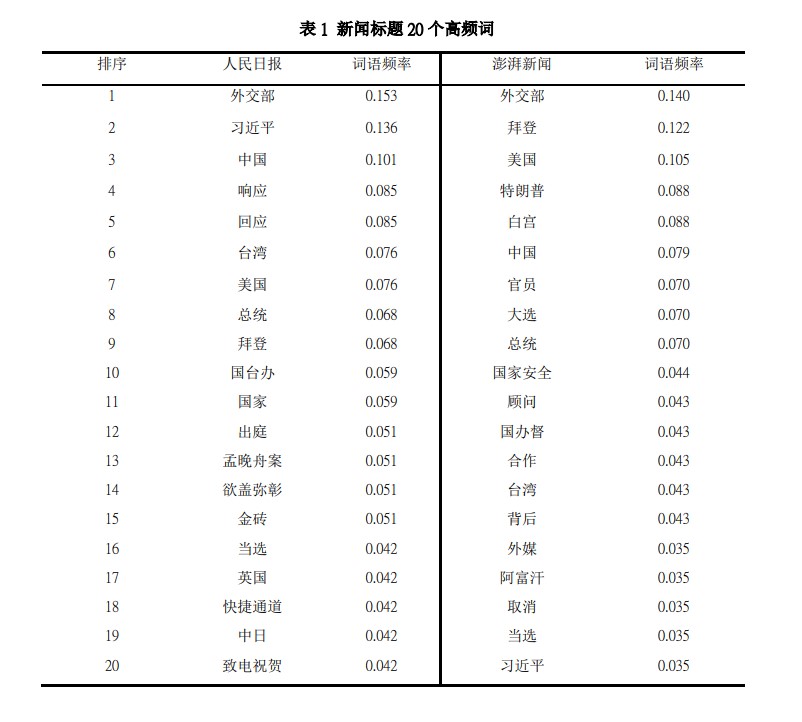 表 1 新闻标题 20 个高频词
排序 人民日报 词语频率 澎湃新闻 词语频率
1 外交部 0.153 外交部 0.140
2 习近平 0.136 拜登 0.122
3 中国 0.101 美国 0.105
4 响应 0.085 特朗普 0.088
5 回应 0.085 白宫 0.088
6 台湾 0.076 中国 0.079
7 美国 0.076 官员 0.070
8 总统 0.068 大选 0.070
9 拜登 0.068 总统 0.070
10 国台办 0.059 国家安全 0.044
11 国家 0.059 顾问 0.043
12 出庭 0.051 国办督 0.043
13 孟晚舟案 0.051 合作 0.043
14 欲盖弥彰 0.051 台湾 0.043
15 金砖 0.051 背后 0.043
16 当选 0.042 外媒 0.035
17 英国 0.042 阿富汗 0.035
18 快捷通道 0.042 取消 0.035
19 中日 0.042 当选 0.035
20 致电祝贺 0.042 习近平 0.035